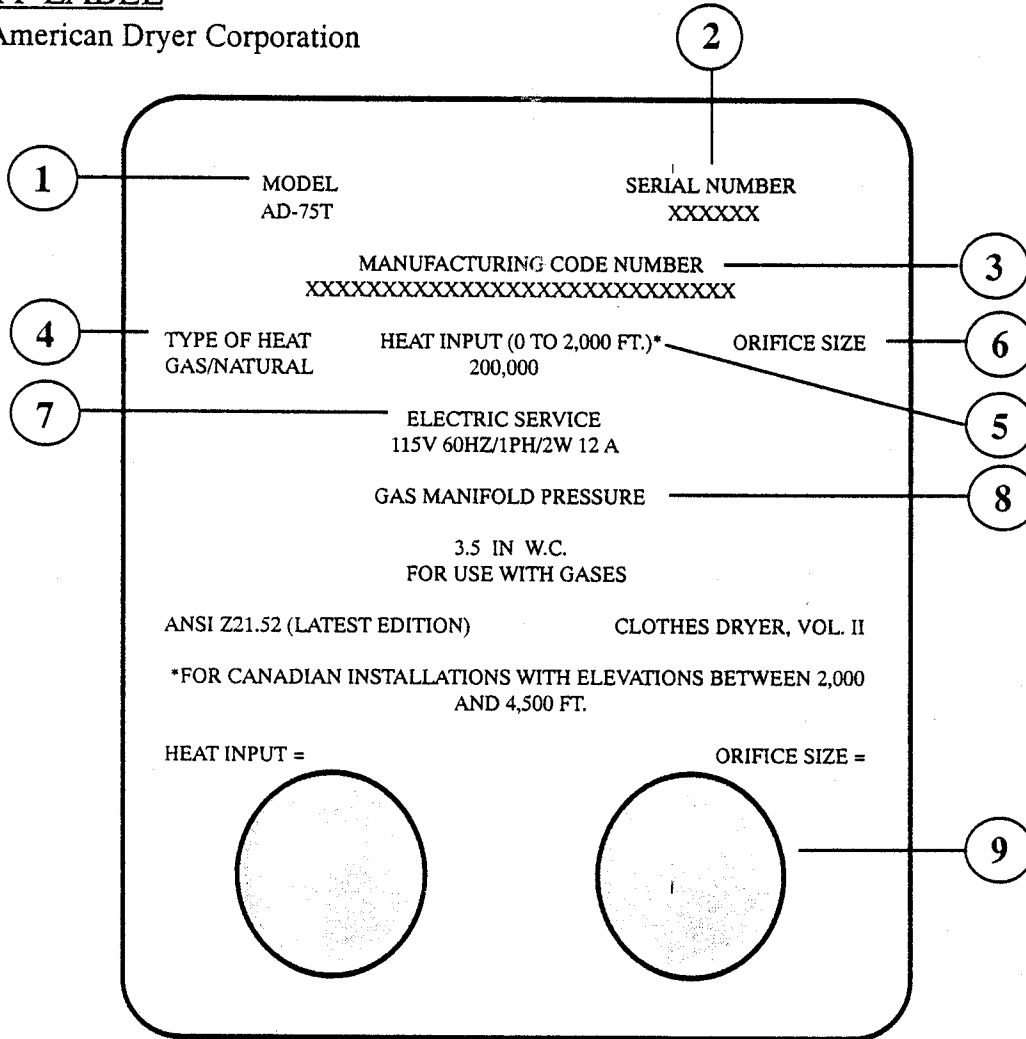 American Dryer Corporation
2
1
MODEL
SERIAL NUMBER
AD-75T
XXXXXX
MANUFACTURING CODE NUMBER
3
XXXXXXXXXXXXXXXXXXXXXXXXXXXX
4
TYPE OF HEAT
HEAT INPUT (0 TO 2,000 FT.)*
ORIFICE SIZE
6
GAS/NATURAL
200,000
7
ELECTRIC SERVICE
5
115V 60HZ/1PH/2W 12 A
GAS MANIFOLD PRESSURE
8
3.5 IN W.C.
FOR USE WITH GASES
ANSI Z21.52 (LATEST EDITION)
CLOTHES DRYER, VOL. II
*FOR CANADIAN INSTALLATIONS WITH ELEVATIONS BETWEEN 2,000
AND 4,500 FT.
HEAT INPUT =
ORIFICE SIZE =
9